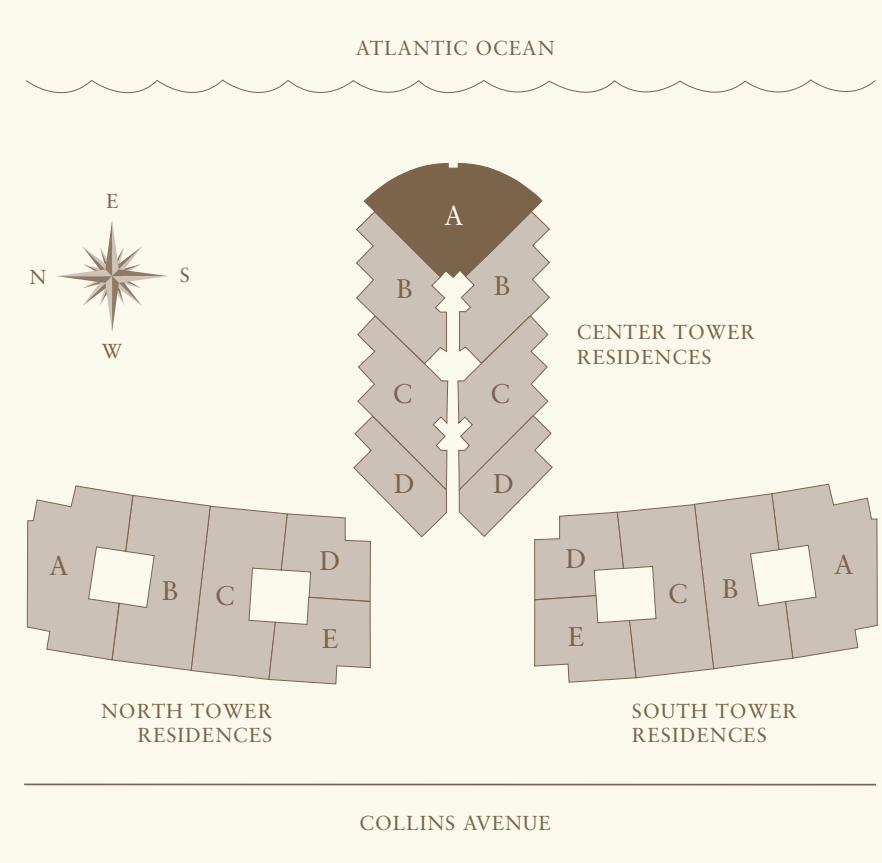 ATLANTIC OCEAN
E
N
S
W
A
B
B
CENTER TOWER
RESIDENCES
C
C
D
D
A
B
C
D
E
D
E
C
B
A
NORTH TOWER
RESIDENCES
SOUTH TOWER
RESIDENCES
COLLINS AVENUE